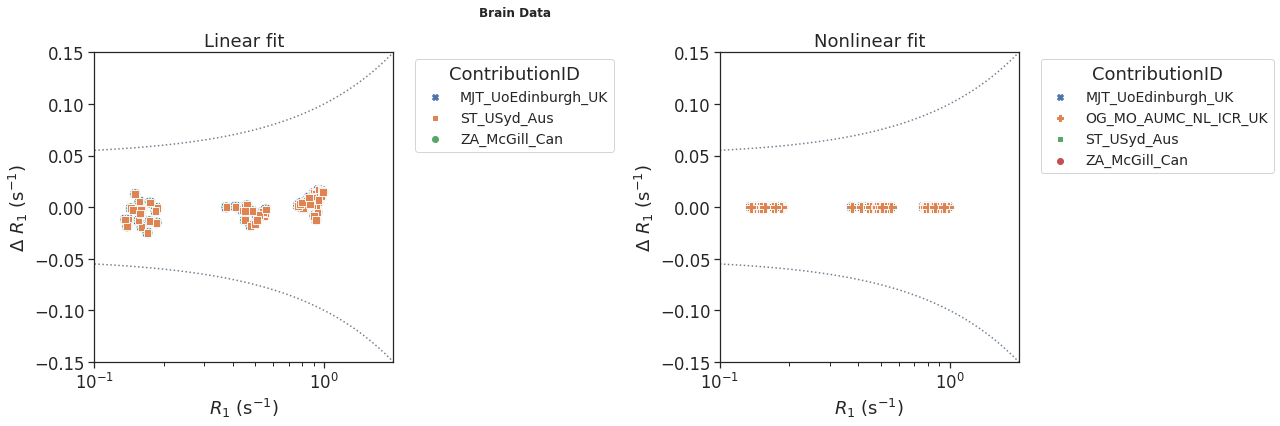 Brain Data
Linear fit
0.15
0.10
0.05
0.00
−0.05
−0.10
−0.15
Δ R₁ (s⁻¹)
10⁻¹
10⁰
R₁ (s⁻¹)
ContributionID
MJT_UoEdinburgh_UK
ST_USyd_Aus
ZA_McGill_Can
Nonlinear fit
0.15
0.10
0.05
0.00
−0.05
−0.10
−0.15
Δ R₁ (s⁻¹)
10⁻¹
10⁰
R₁ (s⁻¹)
ContributionID
MJT_UoEdinburgh_UK
OG_MO_AUMC_NL_ICR_UK
ST_USyd_Aus
ZA_McGill_Can